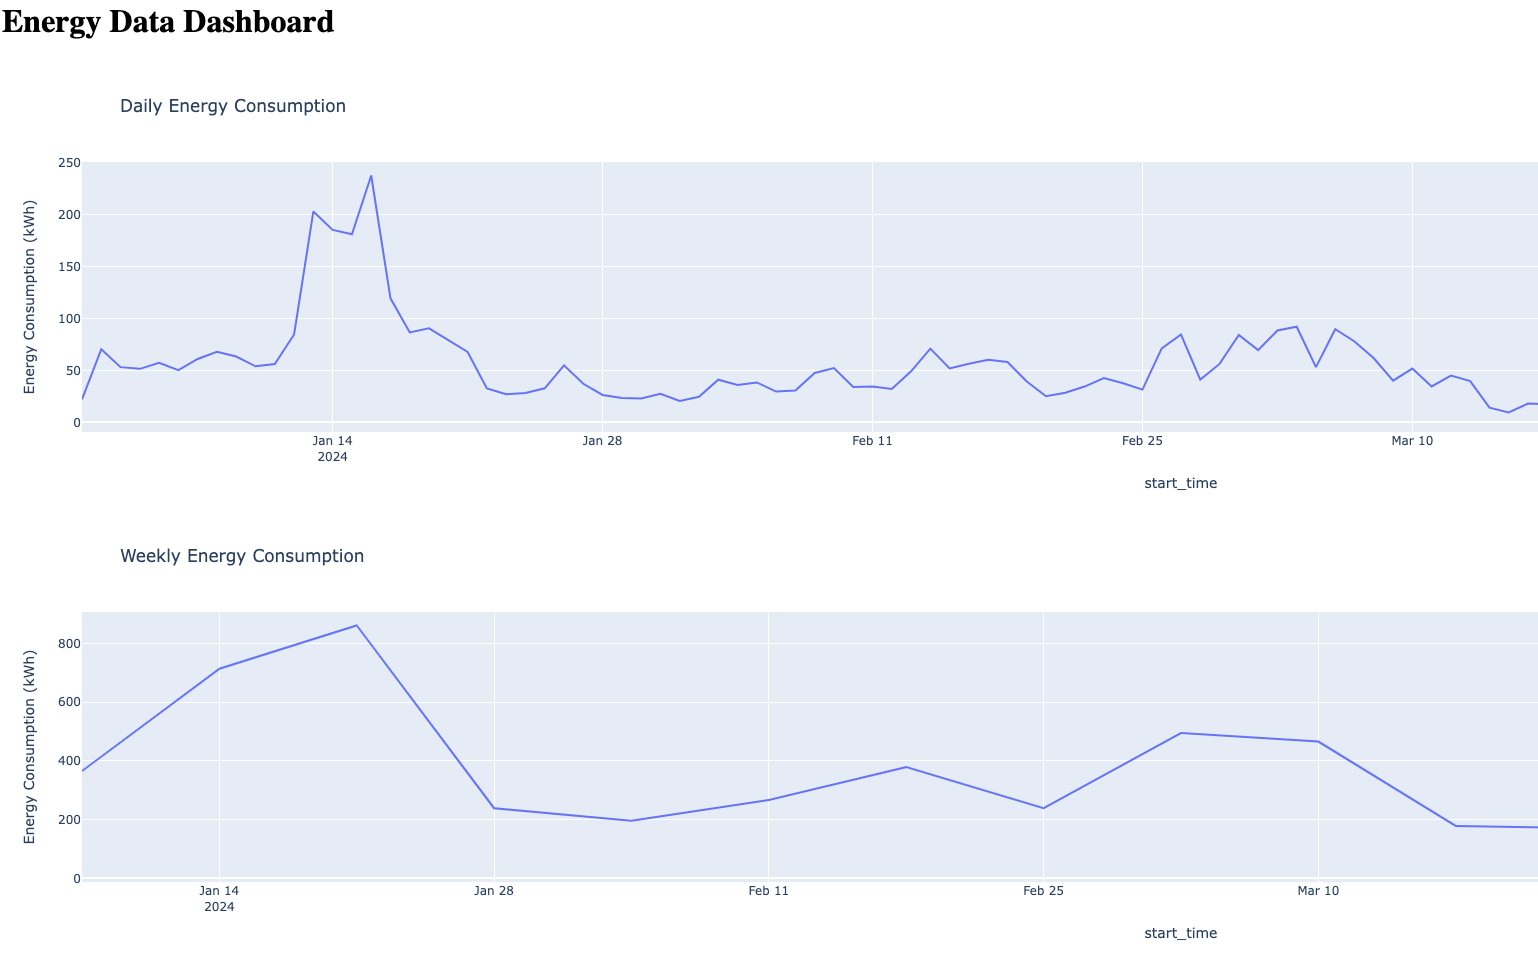 Energy Data Dashboard
Daily Energy Consumption
Energy Consumption (kWh)
250
200
150
100
50
0
Jan 14
2024
Jan 28
Feb 11
Feb 25
Mar 10
start_time
Weekly Energy Consumption
Energy Consumption (kWh)
800
600
400
200
0
Jan 14
2024
Jan 28
Feb 11
Feb 25
Mar 10
start_time